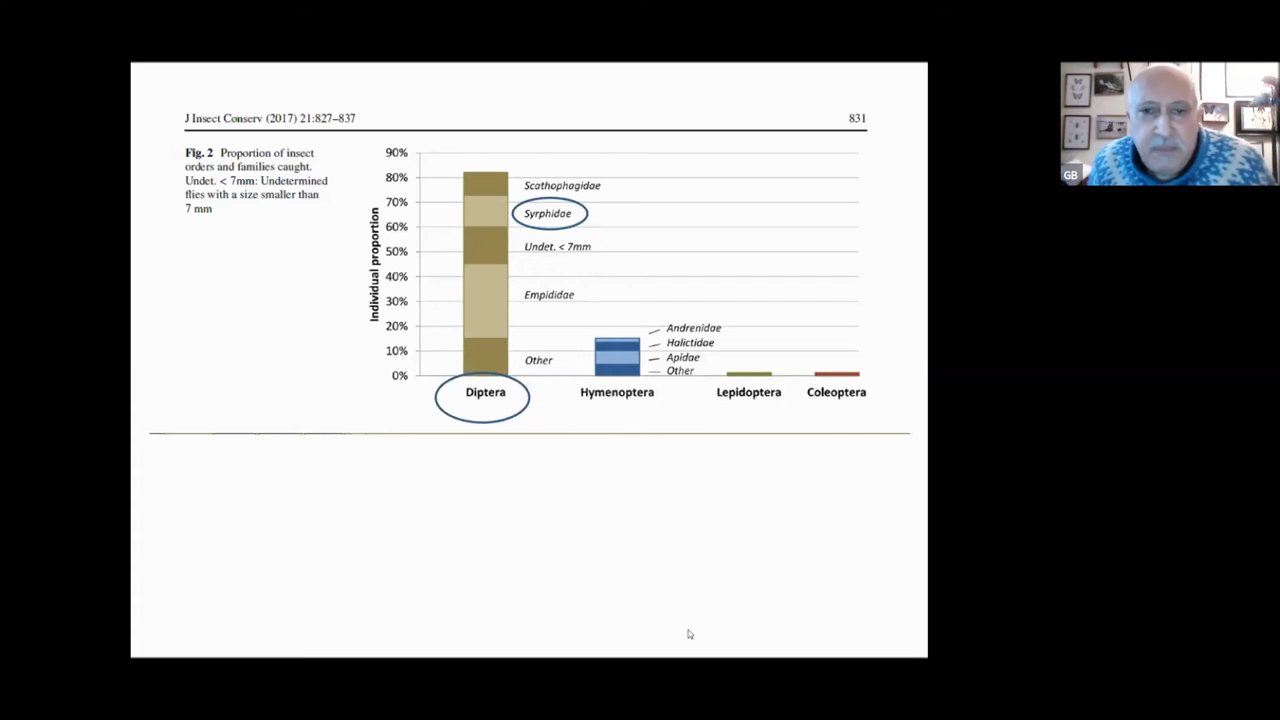 J Insect Conserv (2017) 21:827–837
831
Fig. 2 Proportion of insect
orders and families caught.
Undet. < 7mm: Undetermined
flies with a size smaller than
7 mm
Individual proportion
90%
80%
70%
60%
50%
40%
30%
20%
10%
0%
Scathophagidae
Syrphidae
Undet. < 7mm
Empididae
Other
Andrenidae
Halictidae
Apidae
Other
Diptera
Hymenoptera
Lepidoptera
Coleoptera
GB